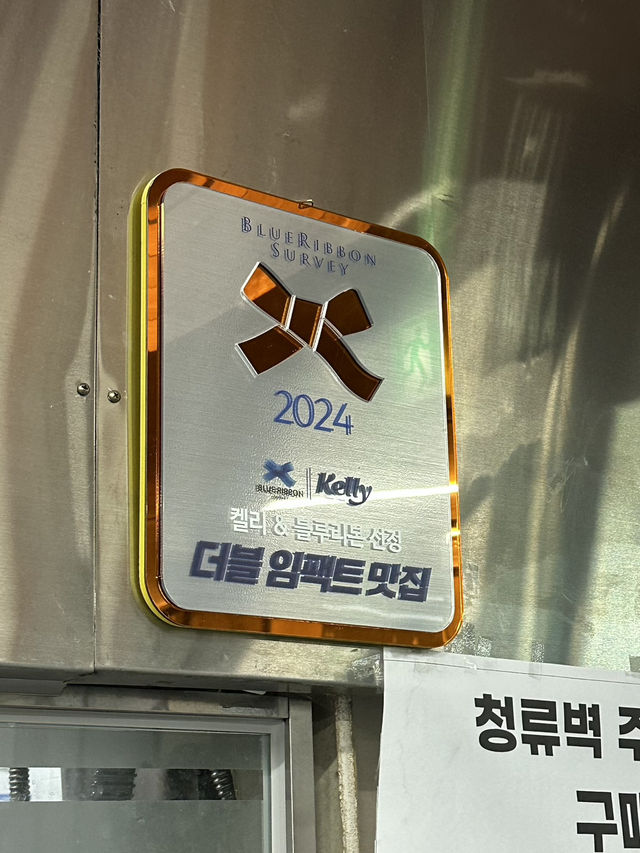 BLUERIBBON
SURVEY
2024
BLUERIBBON Kelly
켈리 & 블루리본 선정
더블 임팩트 맛집
청류벽
구매